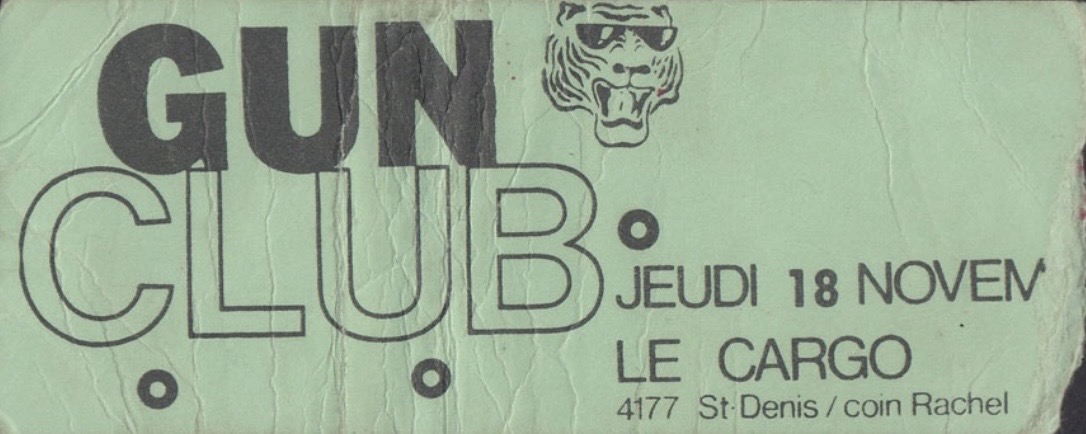 GUN
CLUB
JEUDI 18 NOVEM
LE CARGO
4177 St-Denis / coin Rachel